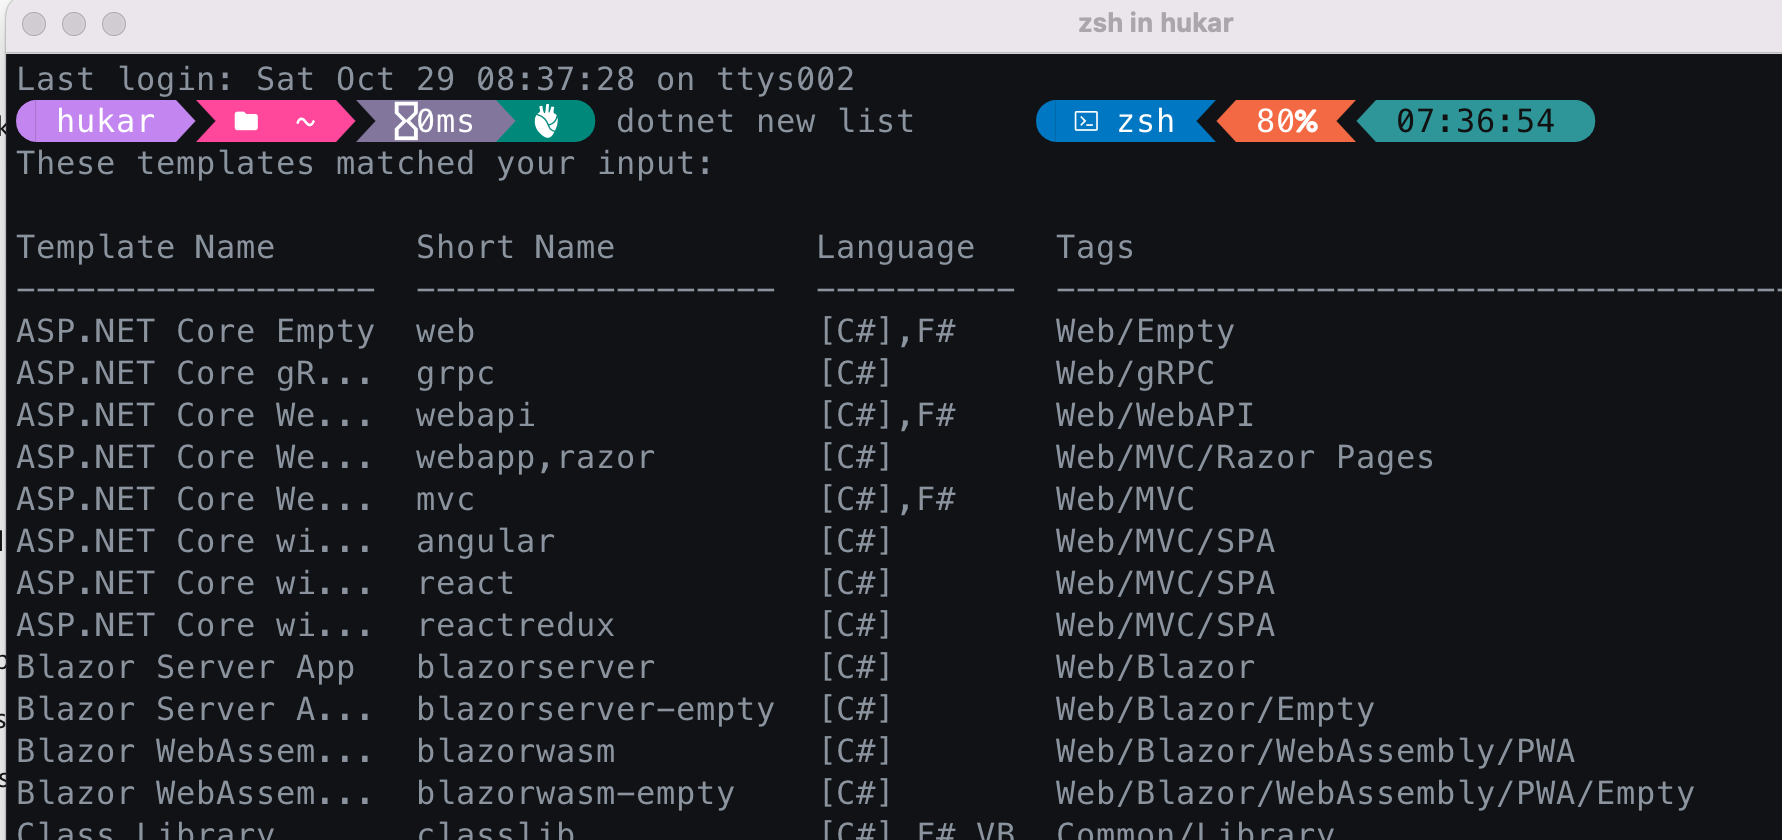 zsh in hukar
Last login: Sat Oct 29 08:37:28 on ttys002
hukar ~ 0ms dotnet new list zsh 80% 07:36:54
These templates matched your input:
Template Name Short Name Language Tags
------------------ ------------------ ---------- -------------------------------------
ASP.NET Core Empty web [C#],F# Web/Empty
ASP.NET Core gR... grpc [C#] Web/gRPC
ASP.NET Core We... webapi [C#],F# Web/WebAPI
ASP.NET Core We... webapp,razor [C#] Web/MVC/Razor Pages
ASP.NET Core We... mvc [C#],F# Web/MVC
ASP.NET Core wi... angular [C#] Web/MVC/SPA
ASP.NET Core wi... react [C#] Web/MVC/SPA
ASP.NET Core wi... reactredux [C#] Web/MVC/SPA
Blazor Server App blazorserver [C#] Web/Blazor
Blazor Server A... blazorserver-empty [C#] Web/Blazor/Empty
Blazor WebAssem... blazorwasm [C#] Web/Blazor/WebAssembly/PWA
Blazor WebAssem... blazorwasm-empty [C#] Web/Blazor/WebAssembly/PWA/Empty
Class Library classlib [C#],F#,VB Common/Library